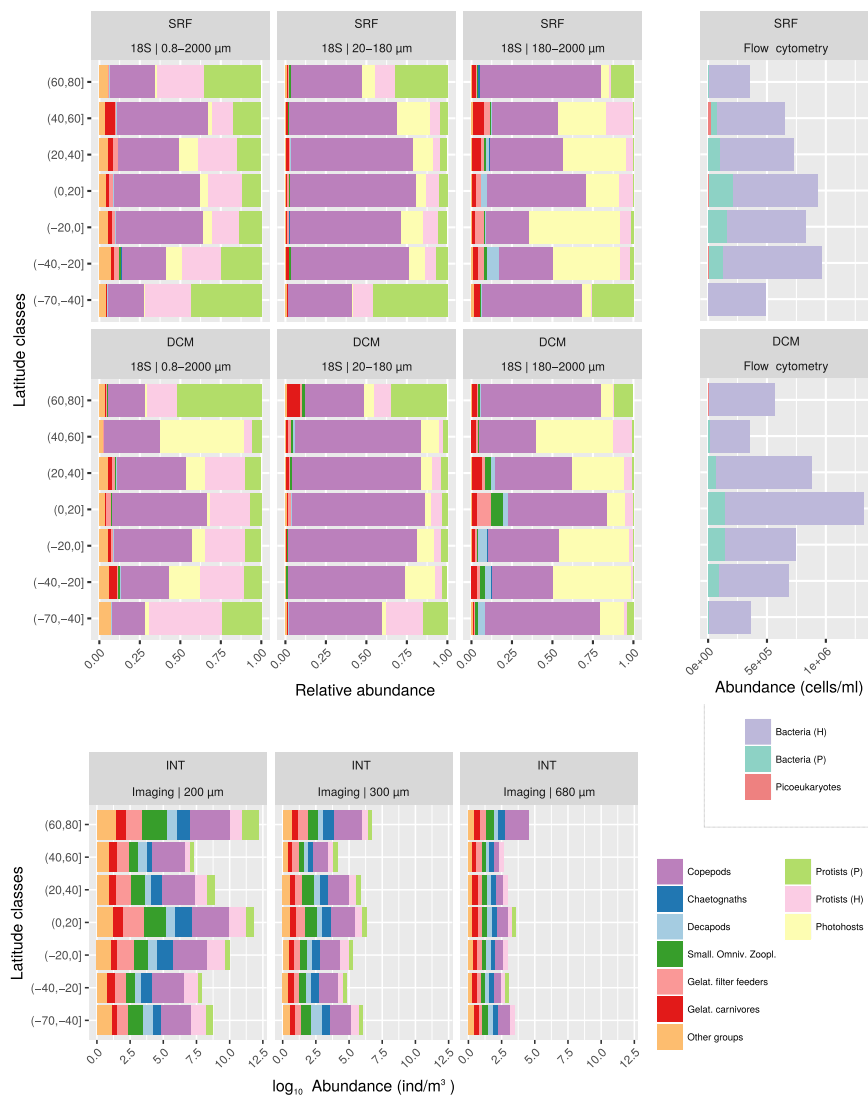 SRF
18S | 0.8−2000 μm
SRF
18S | 20−180 μm
SRF
18S | 180−2000 μm
SRF
Flow cytometry
Latitude classes
(60,80]
(40,60]
(20,40]
(0,20]
(−20,0]
(−40,−20]
(−70,−40]
DCM
18S | 0.8−2000 μm
DCM
18S | 20−180 μm
DCM
18S | 180−2000 μm
DCM
Flow cytometry
(60,80]
(40,60]
(20,40]
(0,20]
(−20,0]
(−40,−20]
(−70,−40]
0.00 0.25 0.50 0.75 1.00
0.00 0.25 0.50 0.75 1.00
0.00 0.25 0.50 0.75 1.00
0e+00 5e+05 1e+06
Relative abundance
Abundance (cells/ml)
Bacteria (H)
Bacteria (P)
Picoeukaryotes
INT
Imaging | 200 μm
INT
Imaging | 300 μm
INT
Imaging | 680 μm
Latitude classes
(60,80]
(40,60]
(20,40]
(0,20]
(−20,0]
(−40,−20]
(−70,−40]
0.0 2.5 5.0 7.5 10.0 12.5
0.0 2.5 5.0 7.5 10.0 12.5
0.0 2.5 5.0 7.5 10.0 12.5
log₁₀ Abundance (ind/m³ )
Copepods
Chaetognaths
Decapods
Small. Omniv. Zoopl.
Gelat. filter feeders
Gelat. carnivores
Other groups
Protists (P)
Protists (H)
Photohosts